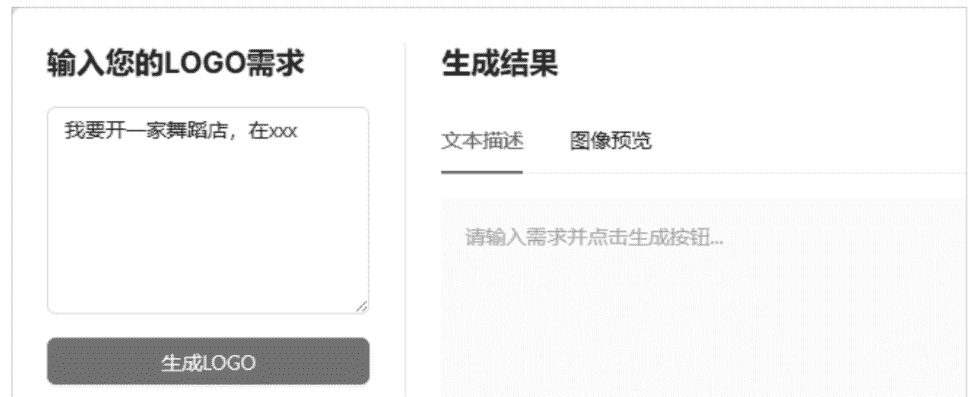 输入您的LOGO需求
我要开一家舞蹈店，在xxx
生成LOGO
生成结果
文本描述 图像预览
请输入需求并点击生成按钮...